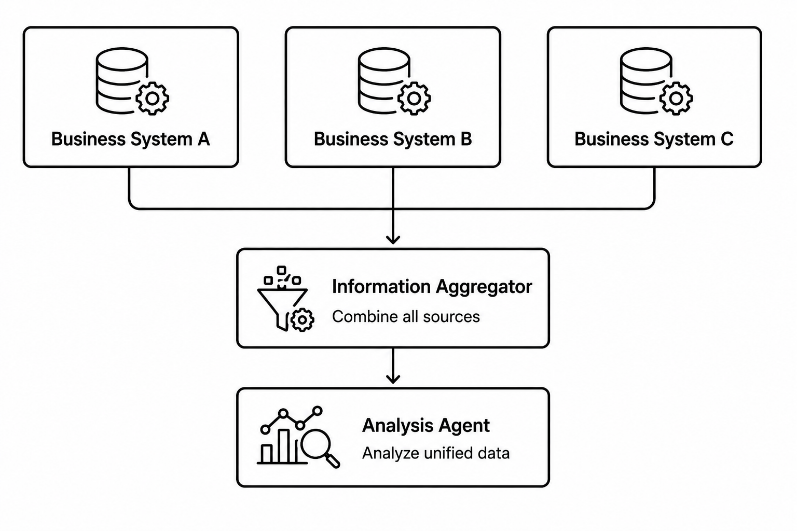 Business System A
Business System B
Business System C
Information Aggregator
Combine all sources
Analysis Agent
Analyze unified data